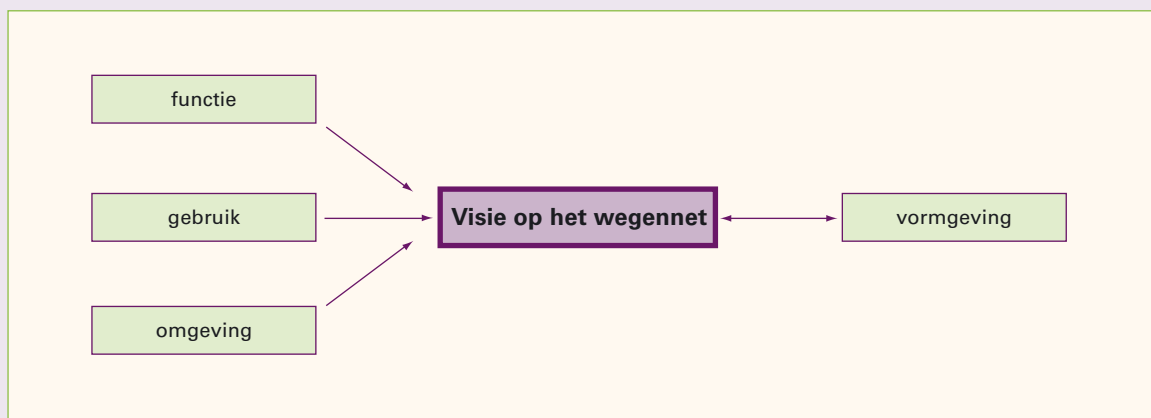 functie
gebruik
Visie op het wegennet
vormgeving
omgeving